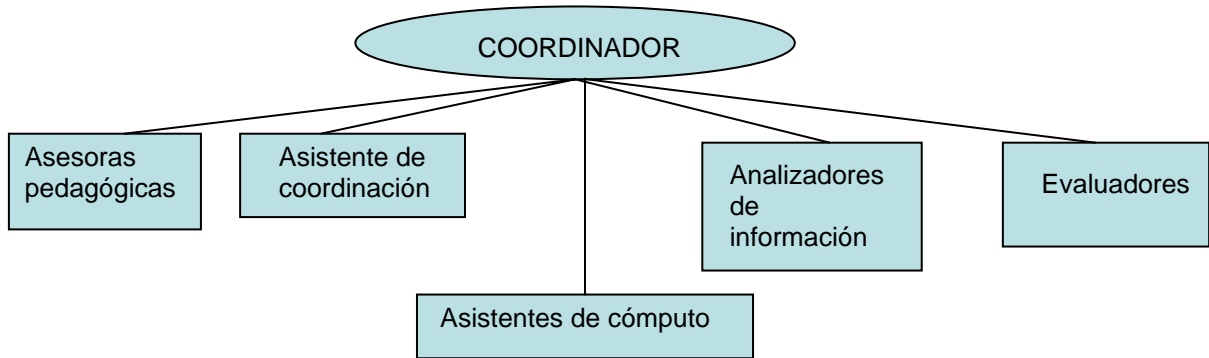 COORDINADOR
Asesoras
pedagógicas
Asistente de
coordinación
Analizadores
de
información
Evaluadores
Asistentes de cómputo